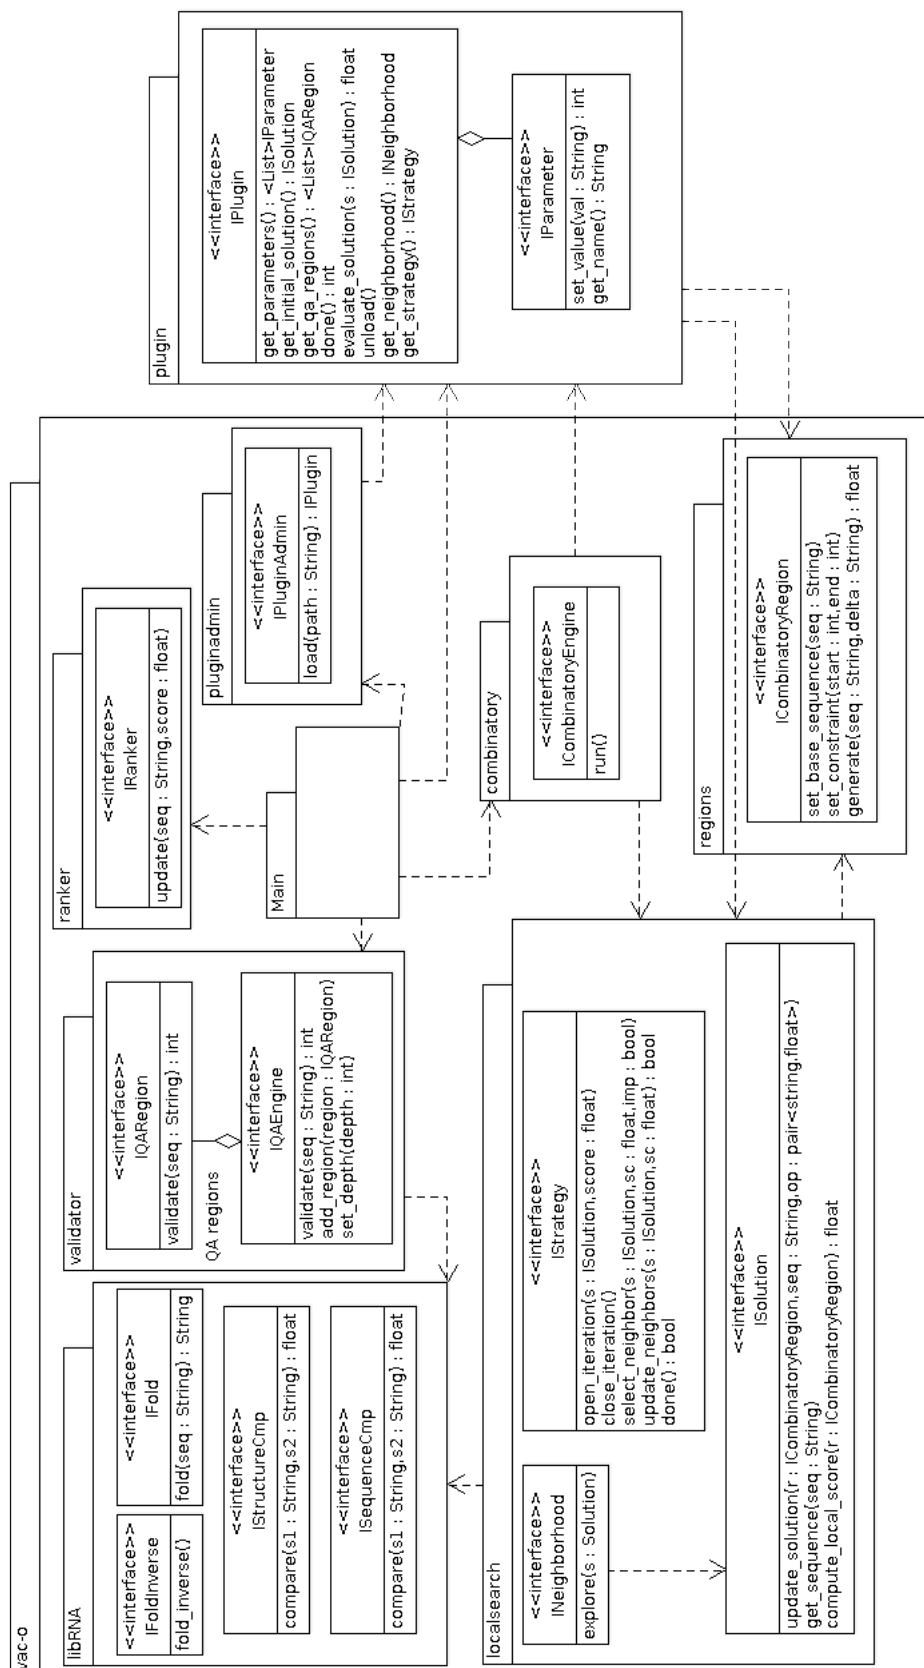 vac-o
libRNA
<<interface>>
IFoldInverse
fold_inverse()
<<interface>>
IFold
fold(seq : String) : String
<<interface>>
IStructureCmp
compare(s1 : String,s2 : String) : float
<<interface>>
ISequenceCmp
compare(s1 : String,s2 : String) : float
validator
<<interface>>
IQARegion
validate(seq : String) : int
QA regions
<<interface>>
IQAEngine
validate(seq : String) : int
add_region(region : IQARegion)
set_depth(depth : int)
ranker
<<interface>>
IRanker
update(seq : String,score : float)
Main
pluginadmin
<<interface>>
IPluginAdmin
load(path : String) : IPlugin
plugin
<<interface>>
IPlugin
get_parameters() : <List>IParameter
get_initial_solution() : ISolution
get_qa_regions() : <List>IQARegion
done() : int
evaluate_solution(s : ISolution) : float
unload()
get_neighborhood() : INeighborhood
get_strategy() : IStrategy
<<interface>>
IParameter
set_value(val : String) : int
get_name() : String
localsearch
<<interface>>
INeighborhood
explore(s : Solution)
<<interface>>
IStrategy
open_iteration(s : ISolution,score : float)
close_iteration()
select_neighbor(s : ISolution,sc : float,imp : bool)
update_neighbors(s : ISolution,sc : float) : bool
done() : bool
<<interface>>
ISolution
update_solution(r : ICombinatoryRegion,seq : String,op : pair<string,float>)
get_sequence(seq : String)
compute_local_score(r : ICombinatoryRegion) : float
combinatory
<<interface>>
ICombinatoryEngine
run()
regions
<<interface>>
ICombinatoryRegion
set_base_sequence(seq : String)
set_constraint(start : int,end : int)
generate(seq : String,delta : String) : float